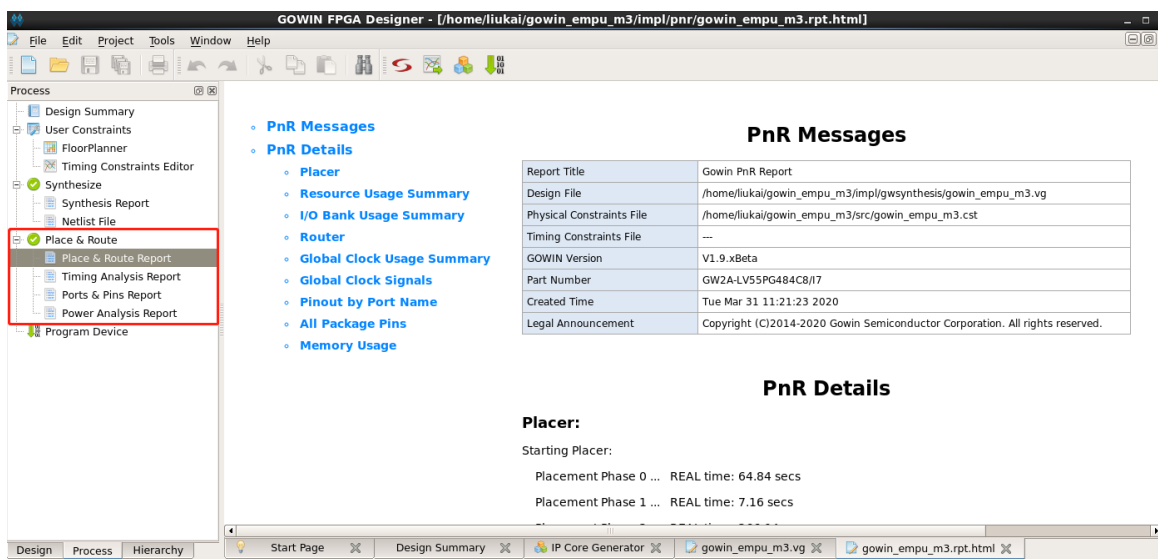 GOWIN FPGA Designer - [/home/liukai/gowin_empu_m3/impl/pnr/gowin_empu_m3.rpt.html]
File Edit Project Tools Window Help
Process
Design Summary
User Constraints
FloorPlanner
Timing Constraints Editor
Synthesize
Synthesis Report
Netlist File
Place & Route
Place & Route Report
Timing Analysis Report
Ports & Pins Report
Power Analysis Report
Program Device
PnR Messages
PnR Details
Placer
Resource Usage Summary
I/O Bank Usage Summary
Router
Global Clock Usage Summary
Global Clock Signals
Pinout by Port Name
All Package Pins
Memory Usage
PnR Messages
Report Title Gowin PnR Report
Design File /home/liukai/gowin_empu_m3/impl/gwsynthesis/gowin_empu_m3.vg
Physical Constraints File /home/liukai/gowin_empu_m3/src/gowin_empu_m3.cst
Timing Constraints File ---
GOWIN Version V1.9.xBeta
Part Number GW2A-LV55PG484C8/I7
Created Time Tue Mar 31 11:21:23 2020
Legal Announcement Copyright (C)2014-2020 Gowin Semiconductor Corporation. All rights reserved.
PnR Details
Placer:
Starting Placer:
Placement Phase 0 ... REAL time: 64.84 secs
Placement Phase 1 ... REAL time: 7.16 secs
Design Process Hierarchy
Start Page Design Summary IP Core Generator gowin_empu_m3.vg gowin_empu_m3.rpt.html